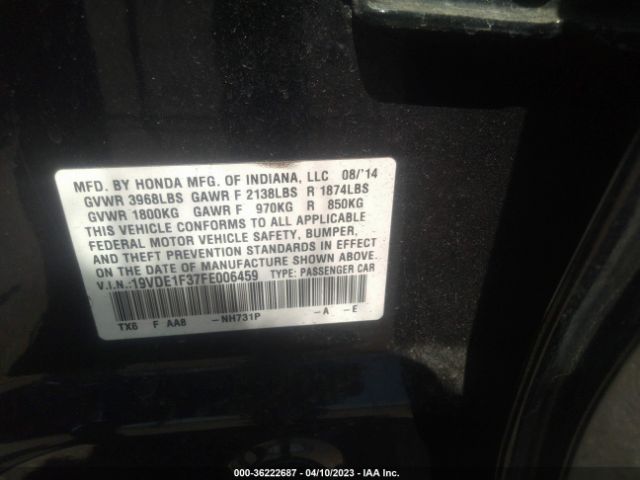 MFD. BY HONDA MFG. OF INDIANA, LLC 08/'14
GVWR 3968LBS GAWR F 2138LBS R 1874LBS
GVWR 1800KG GAWR F 970KG R 850KG
THIS VEHICLE CONFORMS TO ALL APPLICABLE
FEDERAL MOTOR VEHICLE SAFETY, BUMPER,
AND THEFT PREVENTION STANDARDS IN EFFECT
ON THE DATE OF MANUFACTURE SHOWN ABOVE.
V.I.N.:19VDE1F37FE006459 TYPE: PASSENGER CAR
TX6 F AA8 -NH731P -A -E
000-36222687 - 04/10/2023 - IAA Inc.